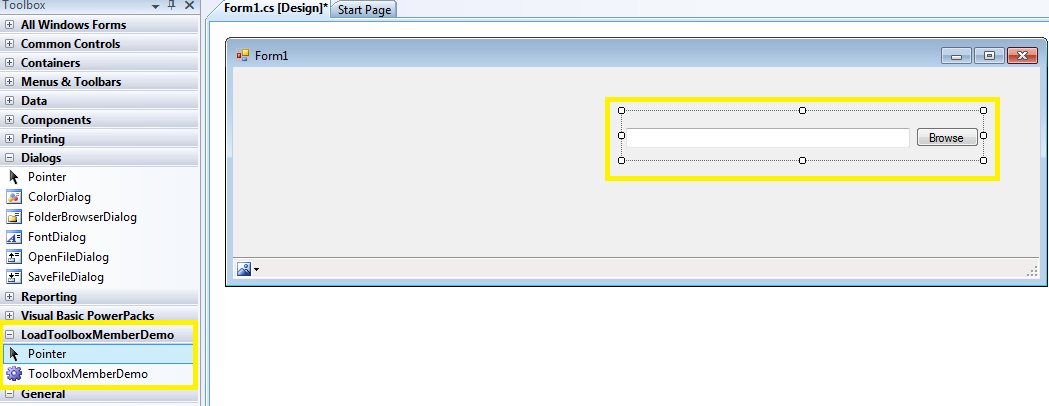 Toolbox
All Windows Forms
Common Controls
Containers
Menus & Toolbars
Data
Components
Printing
Dialogs
Pointer
ColorDialog
FolderBrowserDialog
FontDialog
OpenFileDialog
SaveFileDialog
Reporting
Visual Basic PowerPacks
LoadToolboxMemberDemo
Pointer
ToolboxMemberDemo
General
Form1.cs [Design]*
Start Page
Form1
Browse